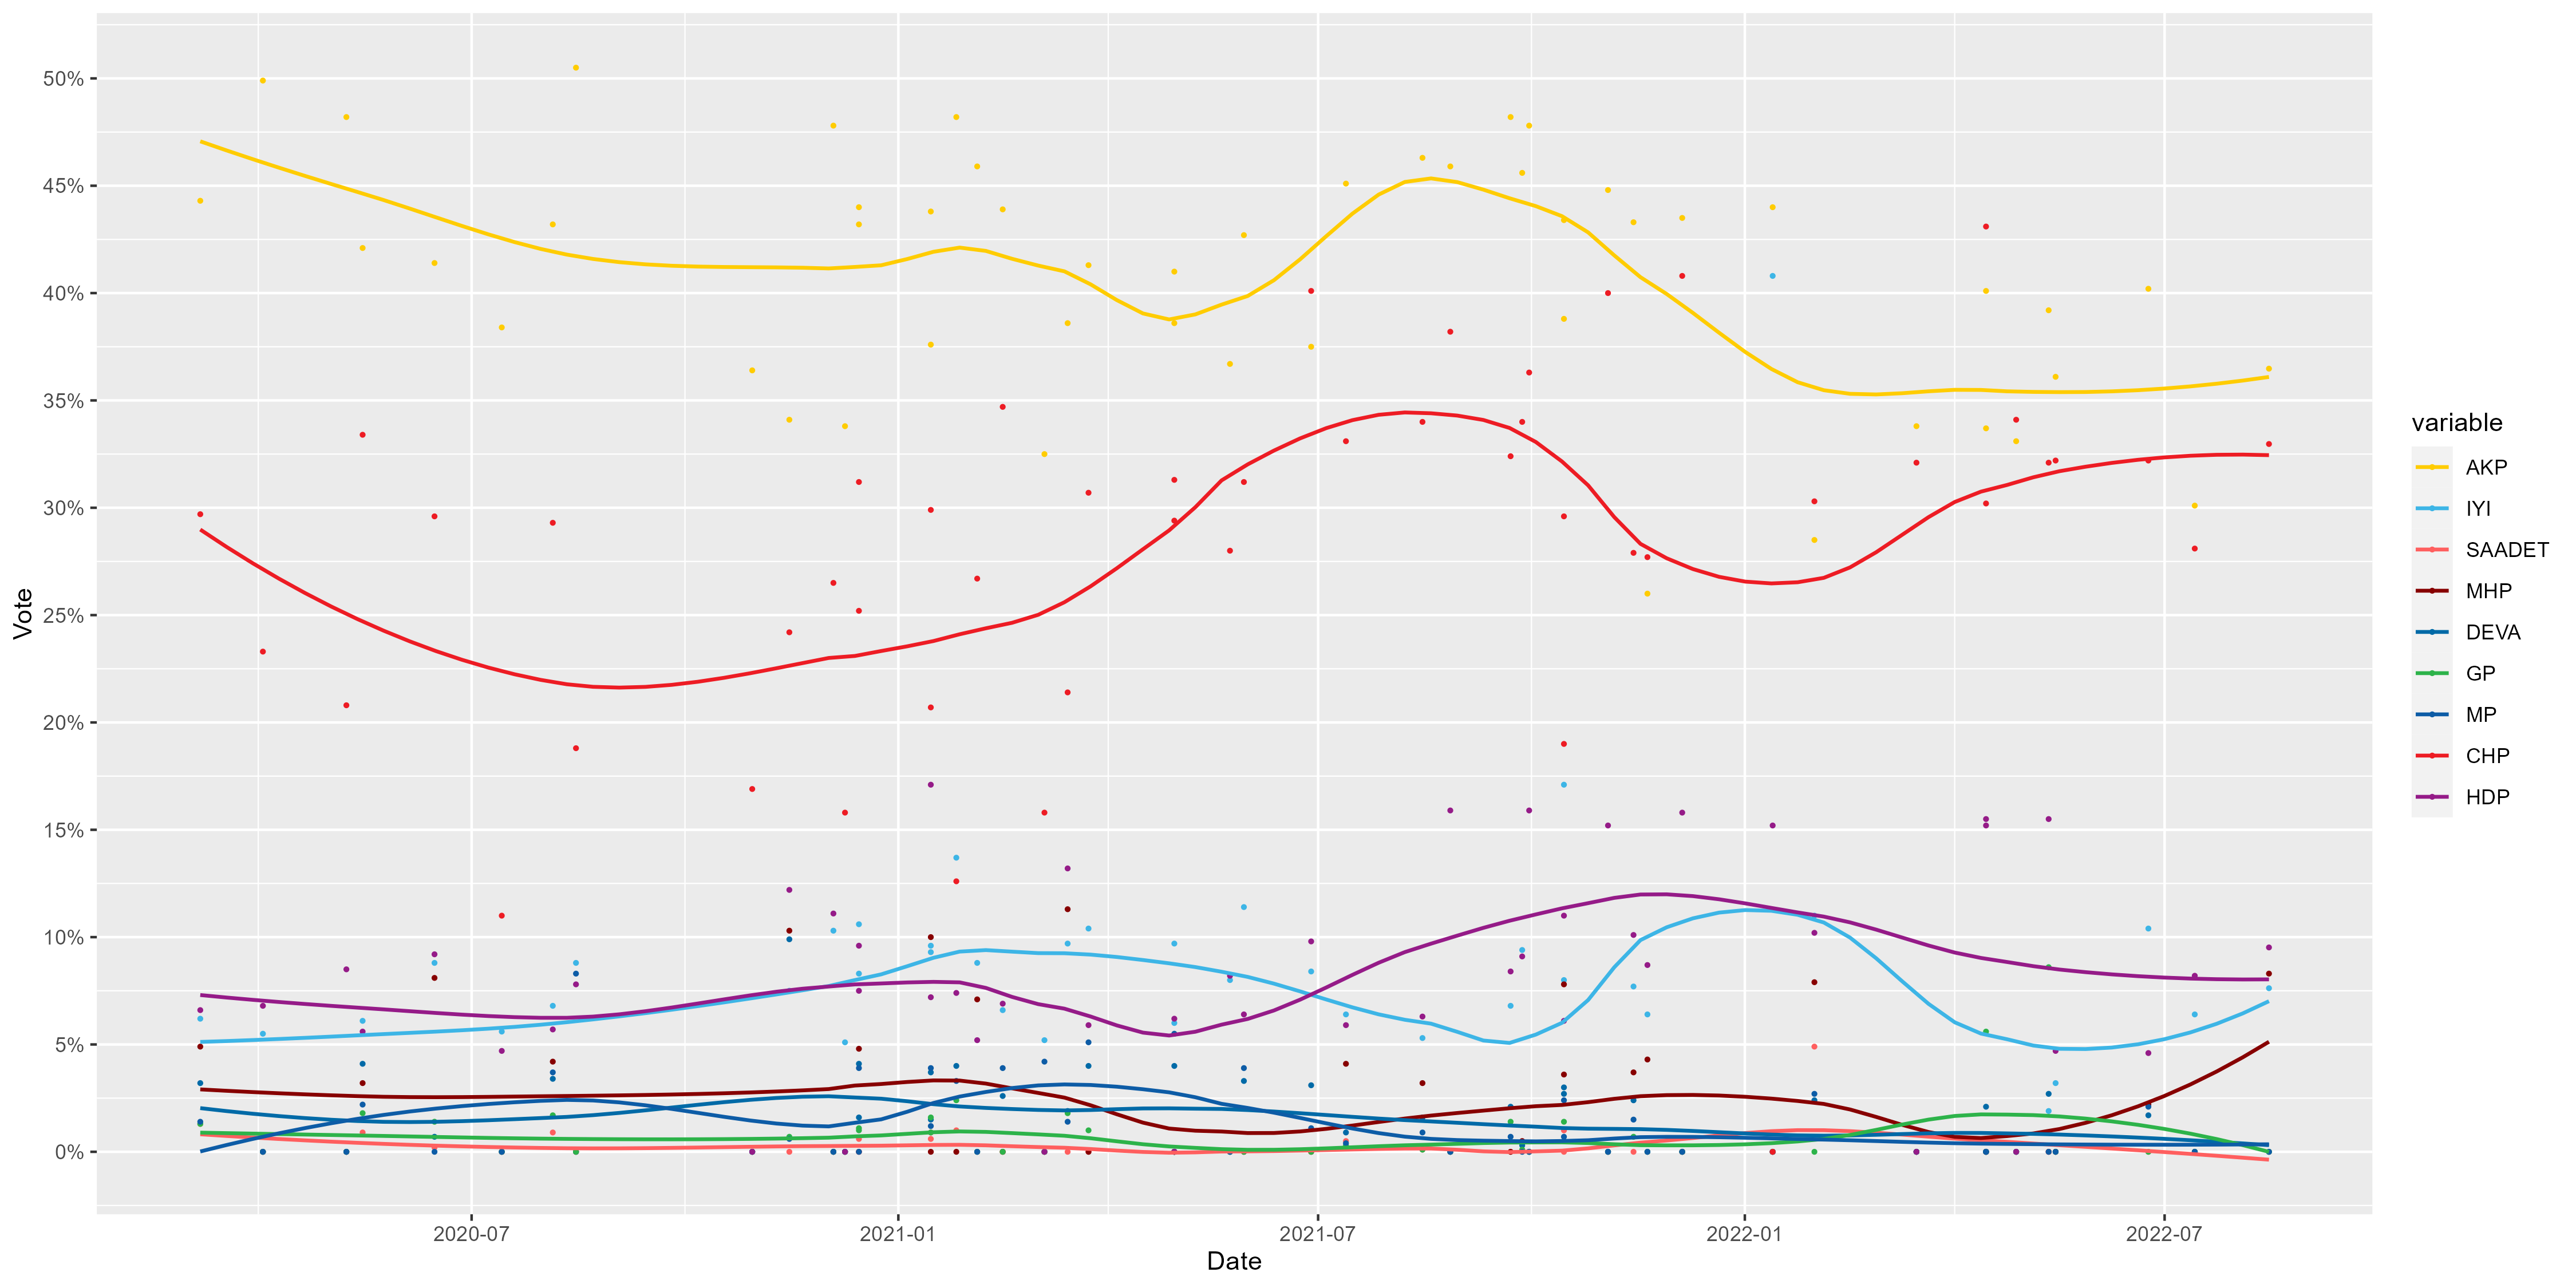 50%
45%
40%
35%
30%
25%
20%
15%
10%
5%
0%
Vote
2020-07
2021-01
2021-07
2022-01
2022-07
Date
variable
AKP
IYI
SAADET
MHP
DEVA
GP
MP
CHP
HDP